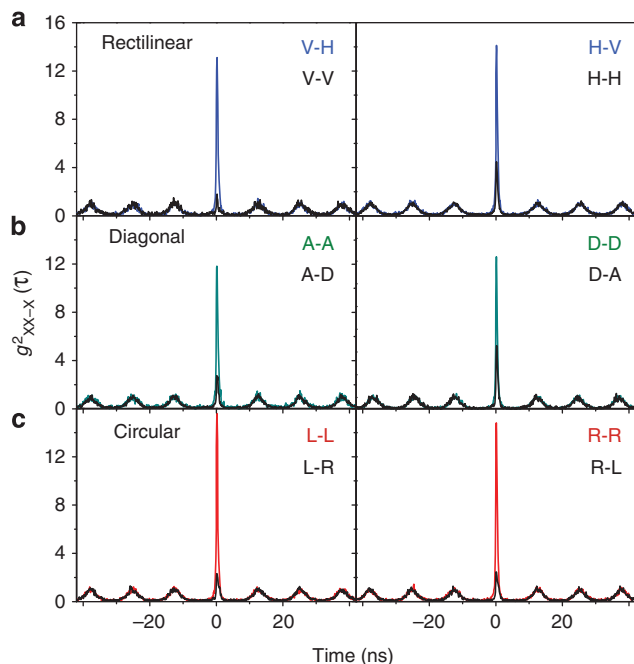 a
Rectilinear
V-H
V-V
H-V
H-H
16
12
8
4
0
b
Diagonal
A-A
A-D
D-D
D-A
12
8
4
0
c
Circular
L-L
L-R
R-R
R-L
12
8
4
0
g²XX–X (τ)
−20 0 20 −20 0 20
Time (ns)